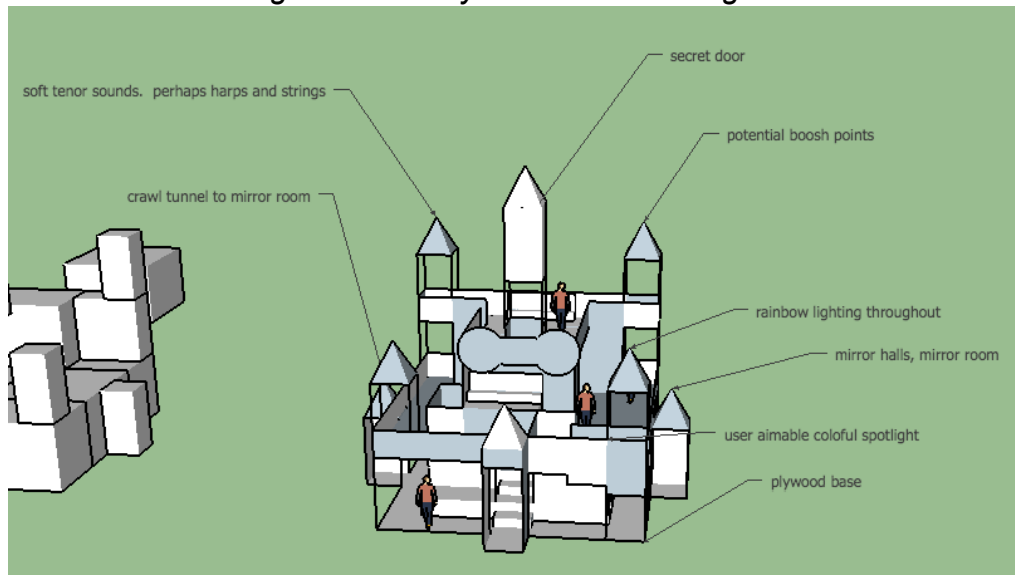 secret door
soft tenor sounds. perhaps harps and strings
potential boosh points
crawl tunnel to mirror room
rainbow lighting throughout
mirror halls, mirror room
user aimable coloful spotlight
plywood base